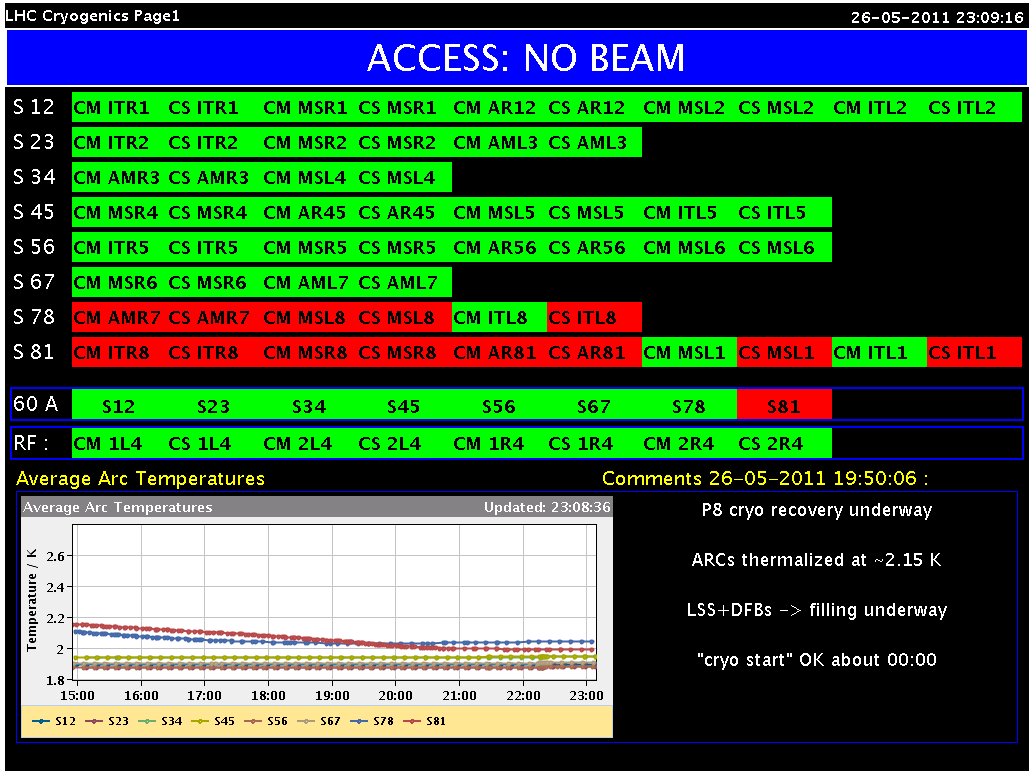 LHC Cryogenics Page1 26-05-2011 23:09:16
ACCESS: NO BEAM
S 12 CM ITR1 CS ITR1 CM MSR1 CS MSR1 CM AR12 CS AR12 CM MSL2 CS MSL2 CM ITL2 CS ITL2
S 23 CM ITR2 CS ITR2 CM MSR2 CS MSR2 CM AML3 CS AML3
S 34 CM AMR3 CS AMR3 CM MSL4 CS MSL4
S 45 CM MSR4 CS MSR4 CM AR45 CS AR45 CM MSL5 CS MSL5 CM ITL5 CS ITL5
S 56 CM ITR5 CS ITR5 CM MSR5 CS MSR5 CM AR56 CS AR56 CM MSL6 CS MSL6
S 67 CM MSR6 CS MSR6 CM AML7 CS AML7
S 78 CM AMR7 CS AMR7 CM MSL8 CS MSL8 CM ITL8 CS ITL8
S 81 CM ITR8 CS ITR8 CM MSR8 CS MSR8 CM AR81 CS AR81 CM MSL1 CS MSL1 CM ITL1 CS ITL1
60 A S12 S23 S34 S45 S56 S67 S78 S81
RF : CM 1L4 CS 1L4 CM 2L4 CS 2L4 CM 1R4 CS 1R4 CM 2R4 CS 2R4
Average Arc Temperatures
Average Arc Temperatures Updated: 23:08:36
Temperature / K
2.6
2.4
2.2
2
1.8
15:00 16:00 17:00 18:00 19:00 20:00 21:00 22:00 23:00
S12 S23 S34 S45 S56 S67 S78 S81
Comments 26-05-2011 19:50:06 :
P8 cryo recovery underway
ARCs thermalized at ~2.15 K
LSS+DFBs -> filling underway
"cryo start" OK about 00:00